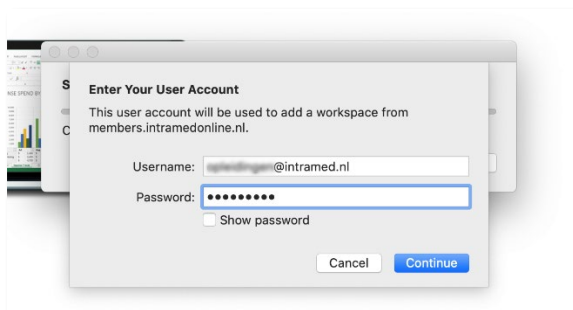 S
C
Enter Your User Account
This user account will be used to add a workspace from
members.intramedonline.nl.
Username: @intramed.nl
Password: •••••••••
Show password
Cancel Continue